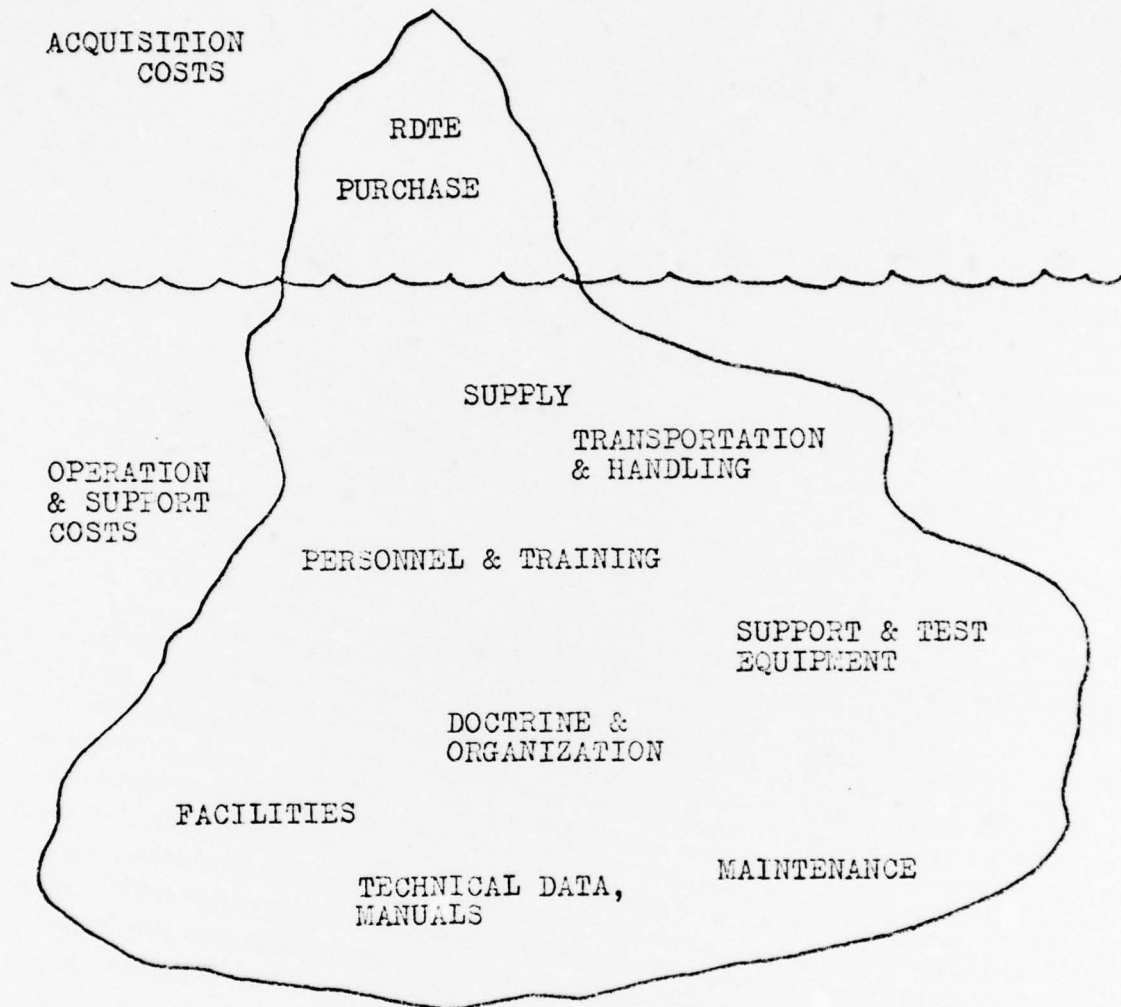 ACQUISITION
COSTS
RDTE
PURCHASE
SUPPLY
TRANSPORTATION
& HANDLING
OPERATION
& SUPPORT
COSTS
PERSONNEL & TRAINING
SUPPORT & TEST
EQUIPMENT
DOCTRINE &
ORGANIZATION
FACILITIES
MAINTENANCE
TECHNICAL DATA,
MANUALS